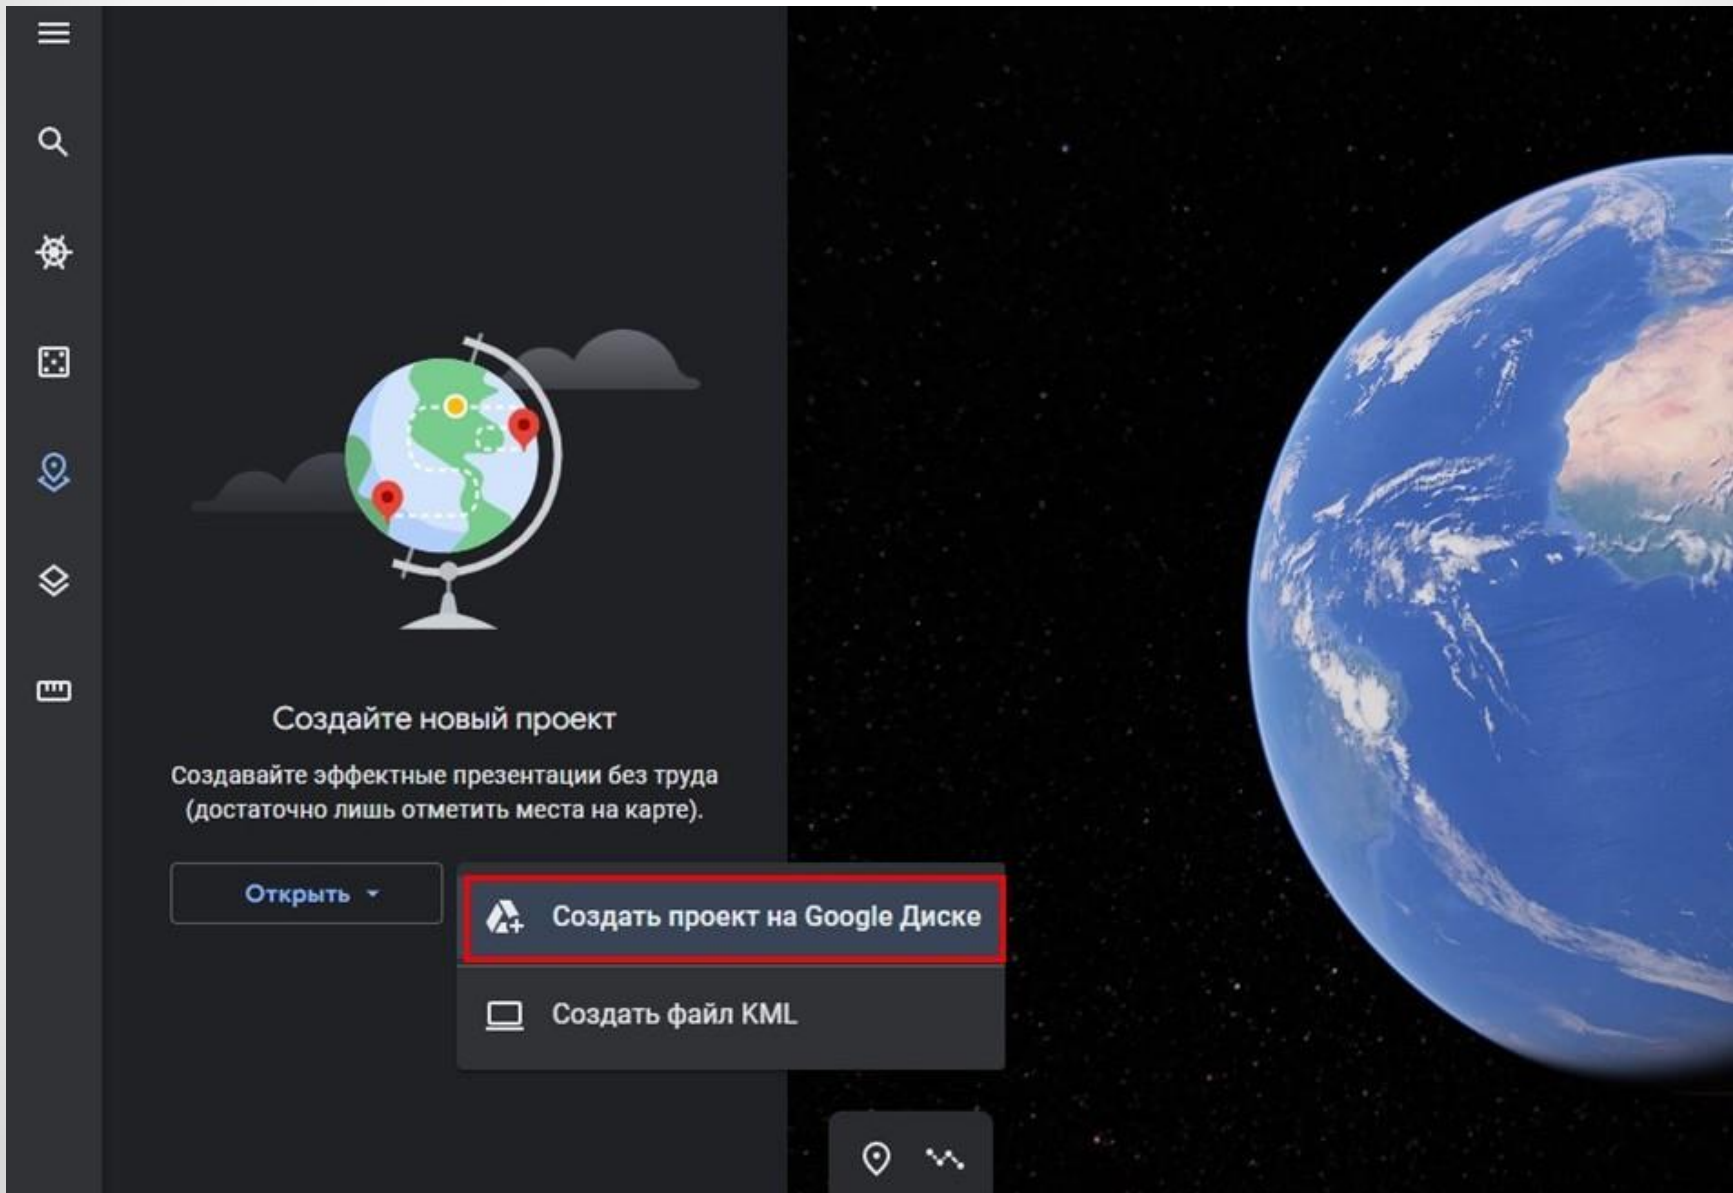 Создайте новый проект
Создавайте эффектные презентации без труда
(достаточно лишь отметить места на карте).
Открыть
Создать проект на Google Диске
Создать файл KML